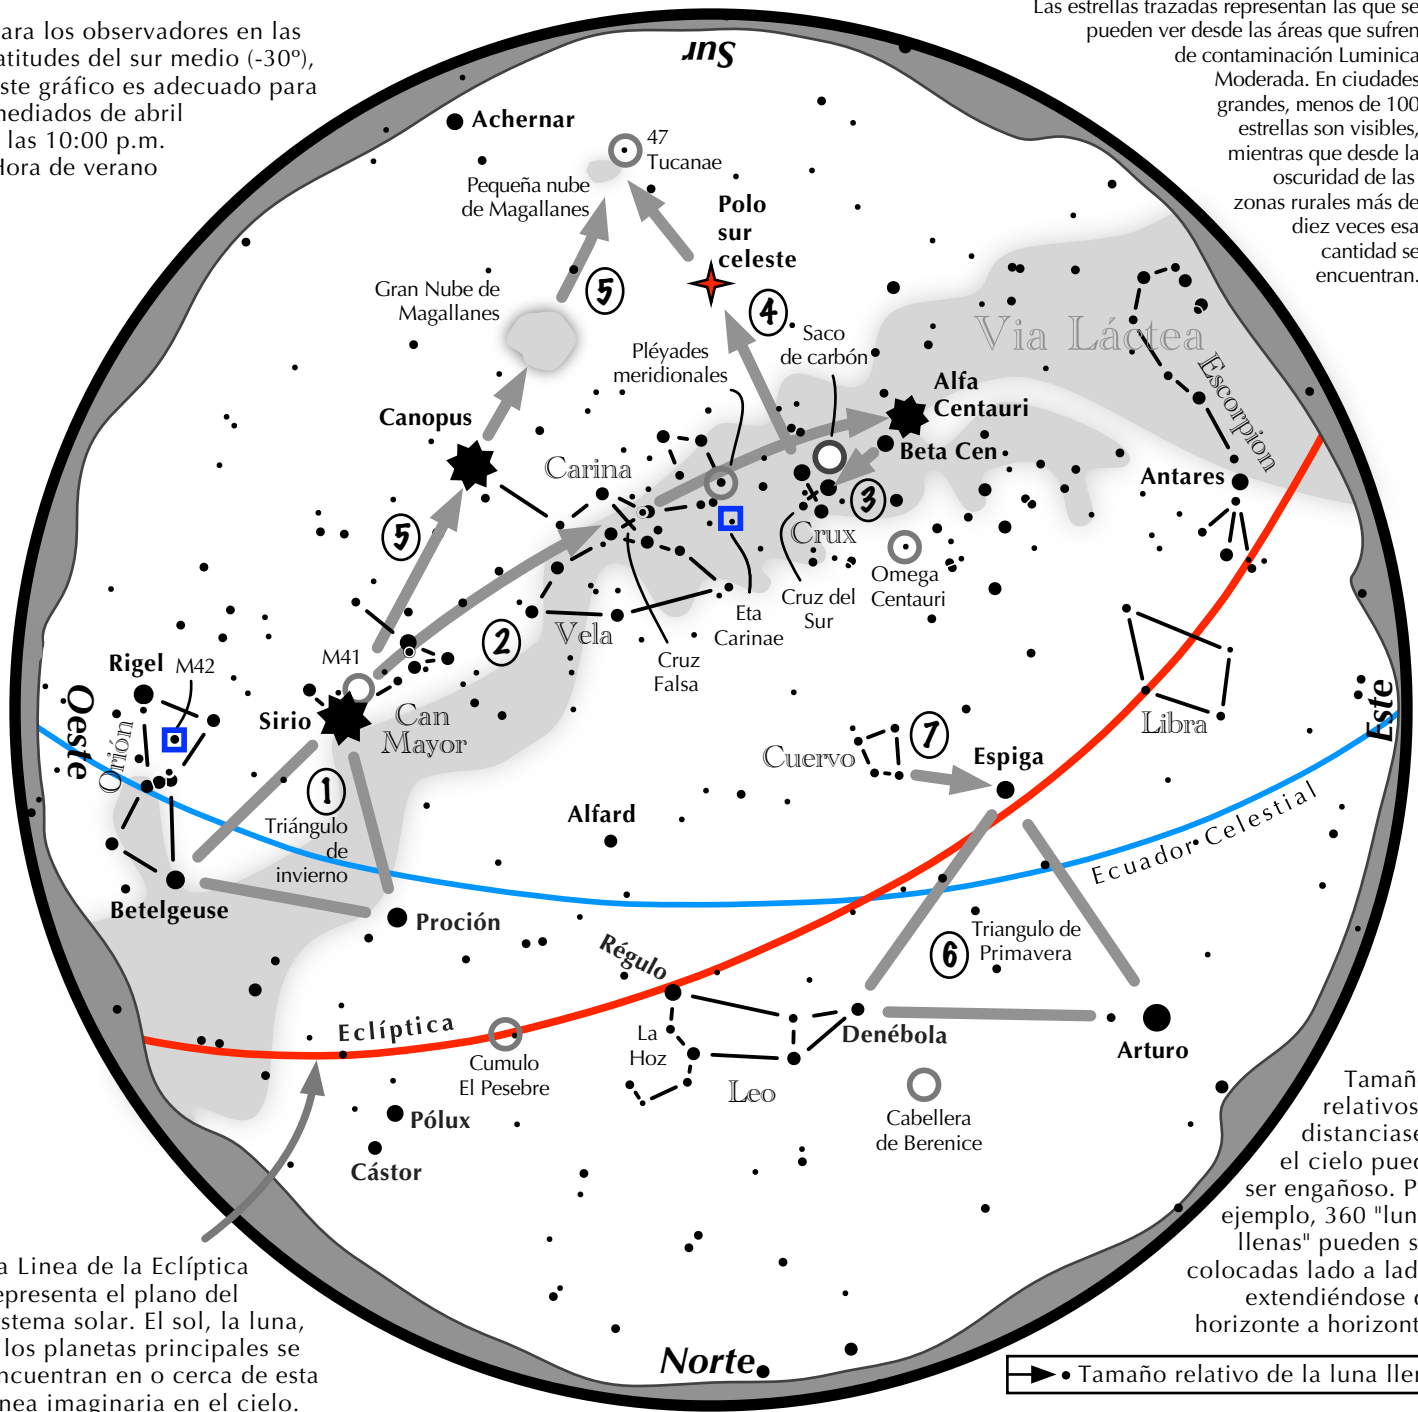 ara los observadores en las
atitudes del sur medio (-30º),
ste gráfico es adecuado para
mediados de abril
las 10:00 p.m.
Hora de verano
Las estrellas trazadas representan las que se
pueden ver desde las áreas que sufren
de contaminación Luminica
Moderada. En ciudades
grandes, menos de 100
estrellas son visibles,
mientras que desde la
oscuridad de las
zonas rurales más de
diez veces esa
cantidad se
encuentran.
Sur
Achernar
47
Tucanae
Pequeña nube
de Magallanes
Polo
sur
celeste
5
Gran Nube de
Magallanes
4
Saco
de carbón
Pléyades
meridionales
Via Láctea
Escorpion
Alfa
Centauri
Canopus
Carina
Beta Cen
Antares
3
5
Crux
Omega
Centauri
Cruz del
Sur
Eta
Carinae
2
Vela
Cruz
Falsa
Rigel
M42
M41
Oeste
Orión
Sirio
Can
Mayor
Libra
Este
Cuervo
7
Espiga
1
Triángulo
de
invierno
Alfard
Ecuador Celestial
Betelgeuse
Proción
Régulo
6
Triangulo de
Primavera
Eclíptica
La
Hoz
Denébola
Arturo
Cumulo
El Pesebre
Leo
Cabellera
de Berenice
Pólux
Cástor
Tamañ
relativos
distanciase
el cielo pued
ser engañoso. P
ejemplo, 360 "lun
llenas" pueden s
colocadas lado a lad
extendiéndose d
horizonte a horizont
a Linea de la Eclíptica
epresenta el plano del
stema solar. El sol, la luna,
los planetas principales se
ncuentran en o cerca de esta
nea imaginaria en el cielo.
Norte
Tamaño relativo de la luna ller